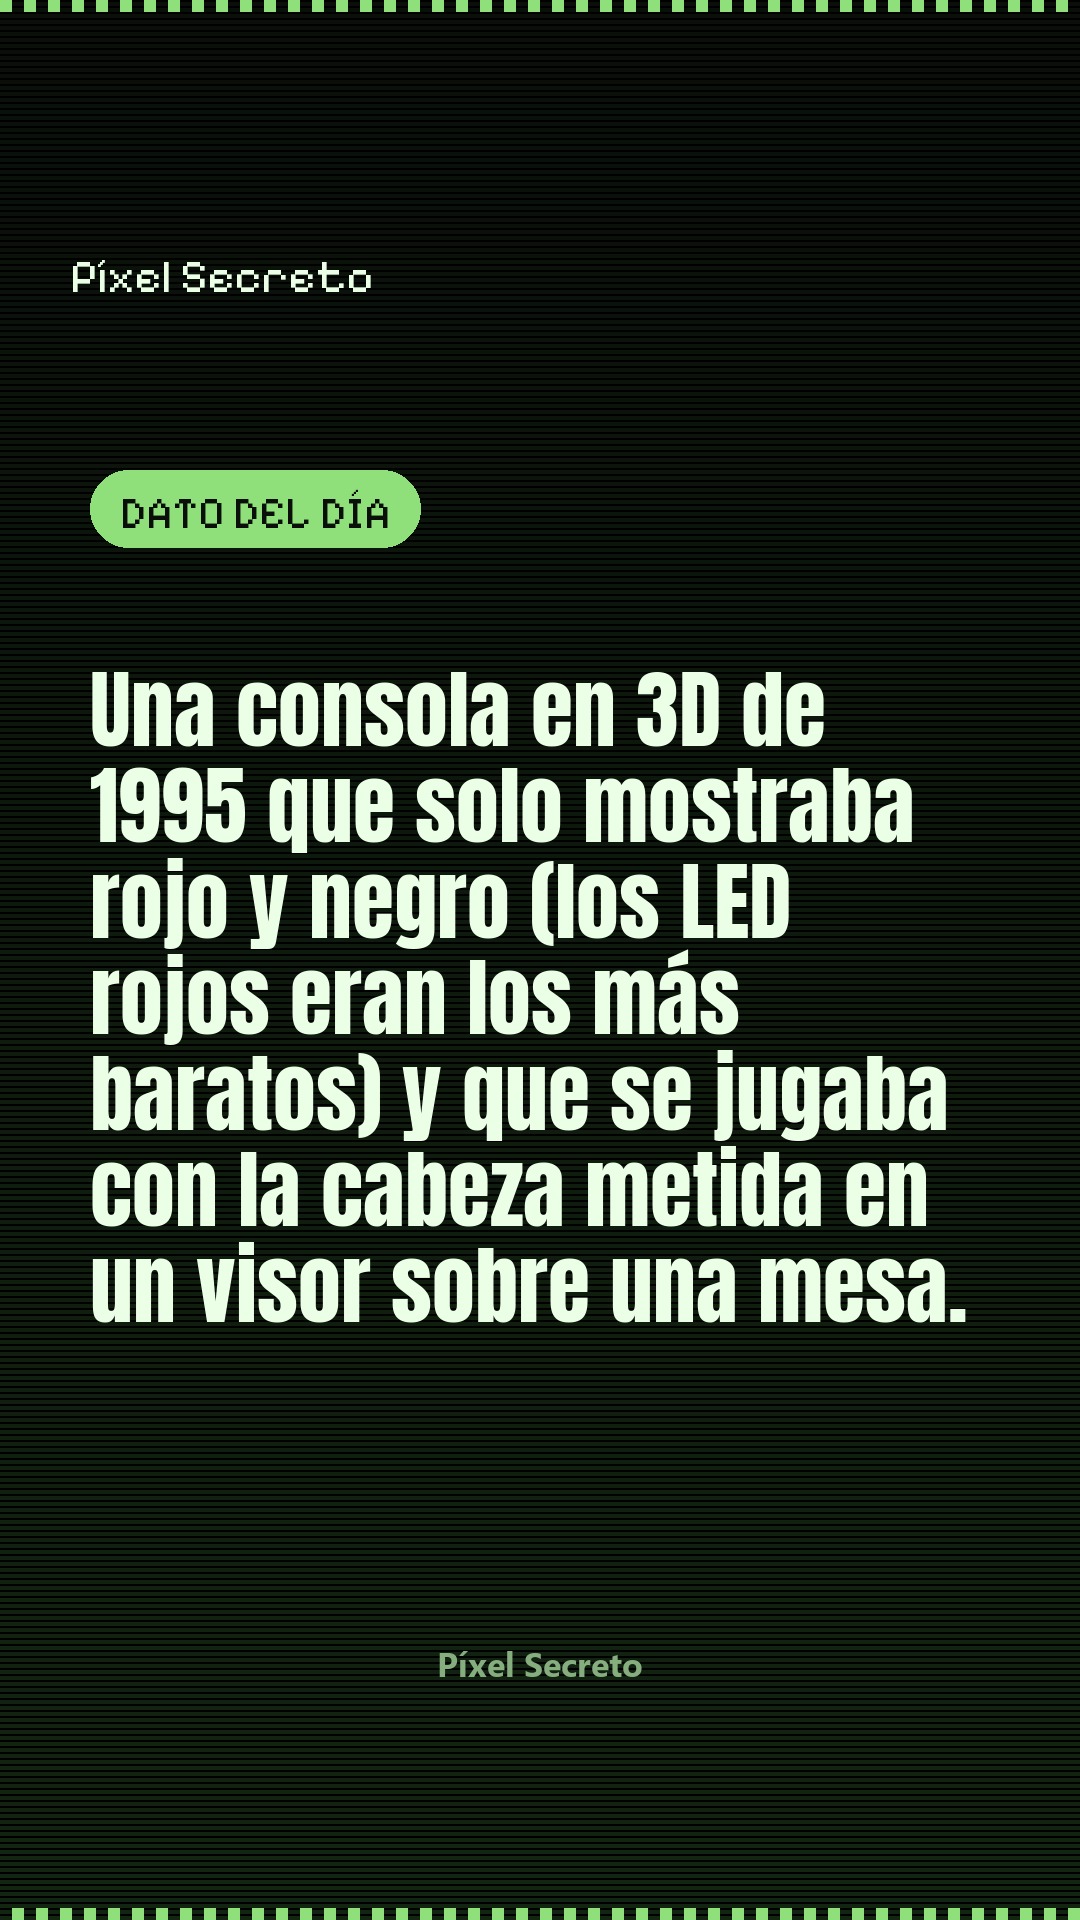 Píxel Secreto
DATO DEL DÍA
Una consola en 3D de
1995 que solo mostraba
rojo y negro (los LED
rojos eran los más
baratos) y que se jugaba
con la cabeza metida en
un visor sobre una mesa.
Píxel Secreto